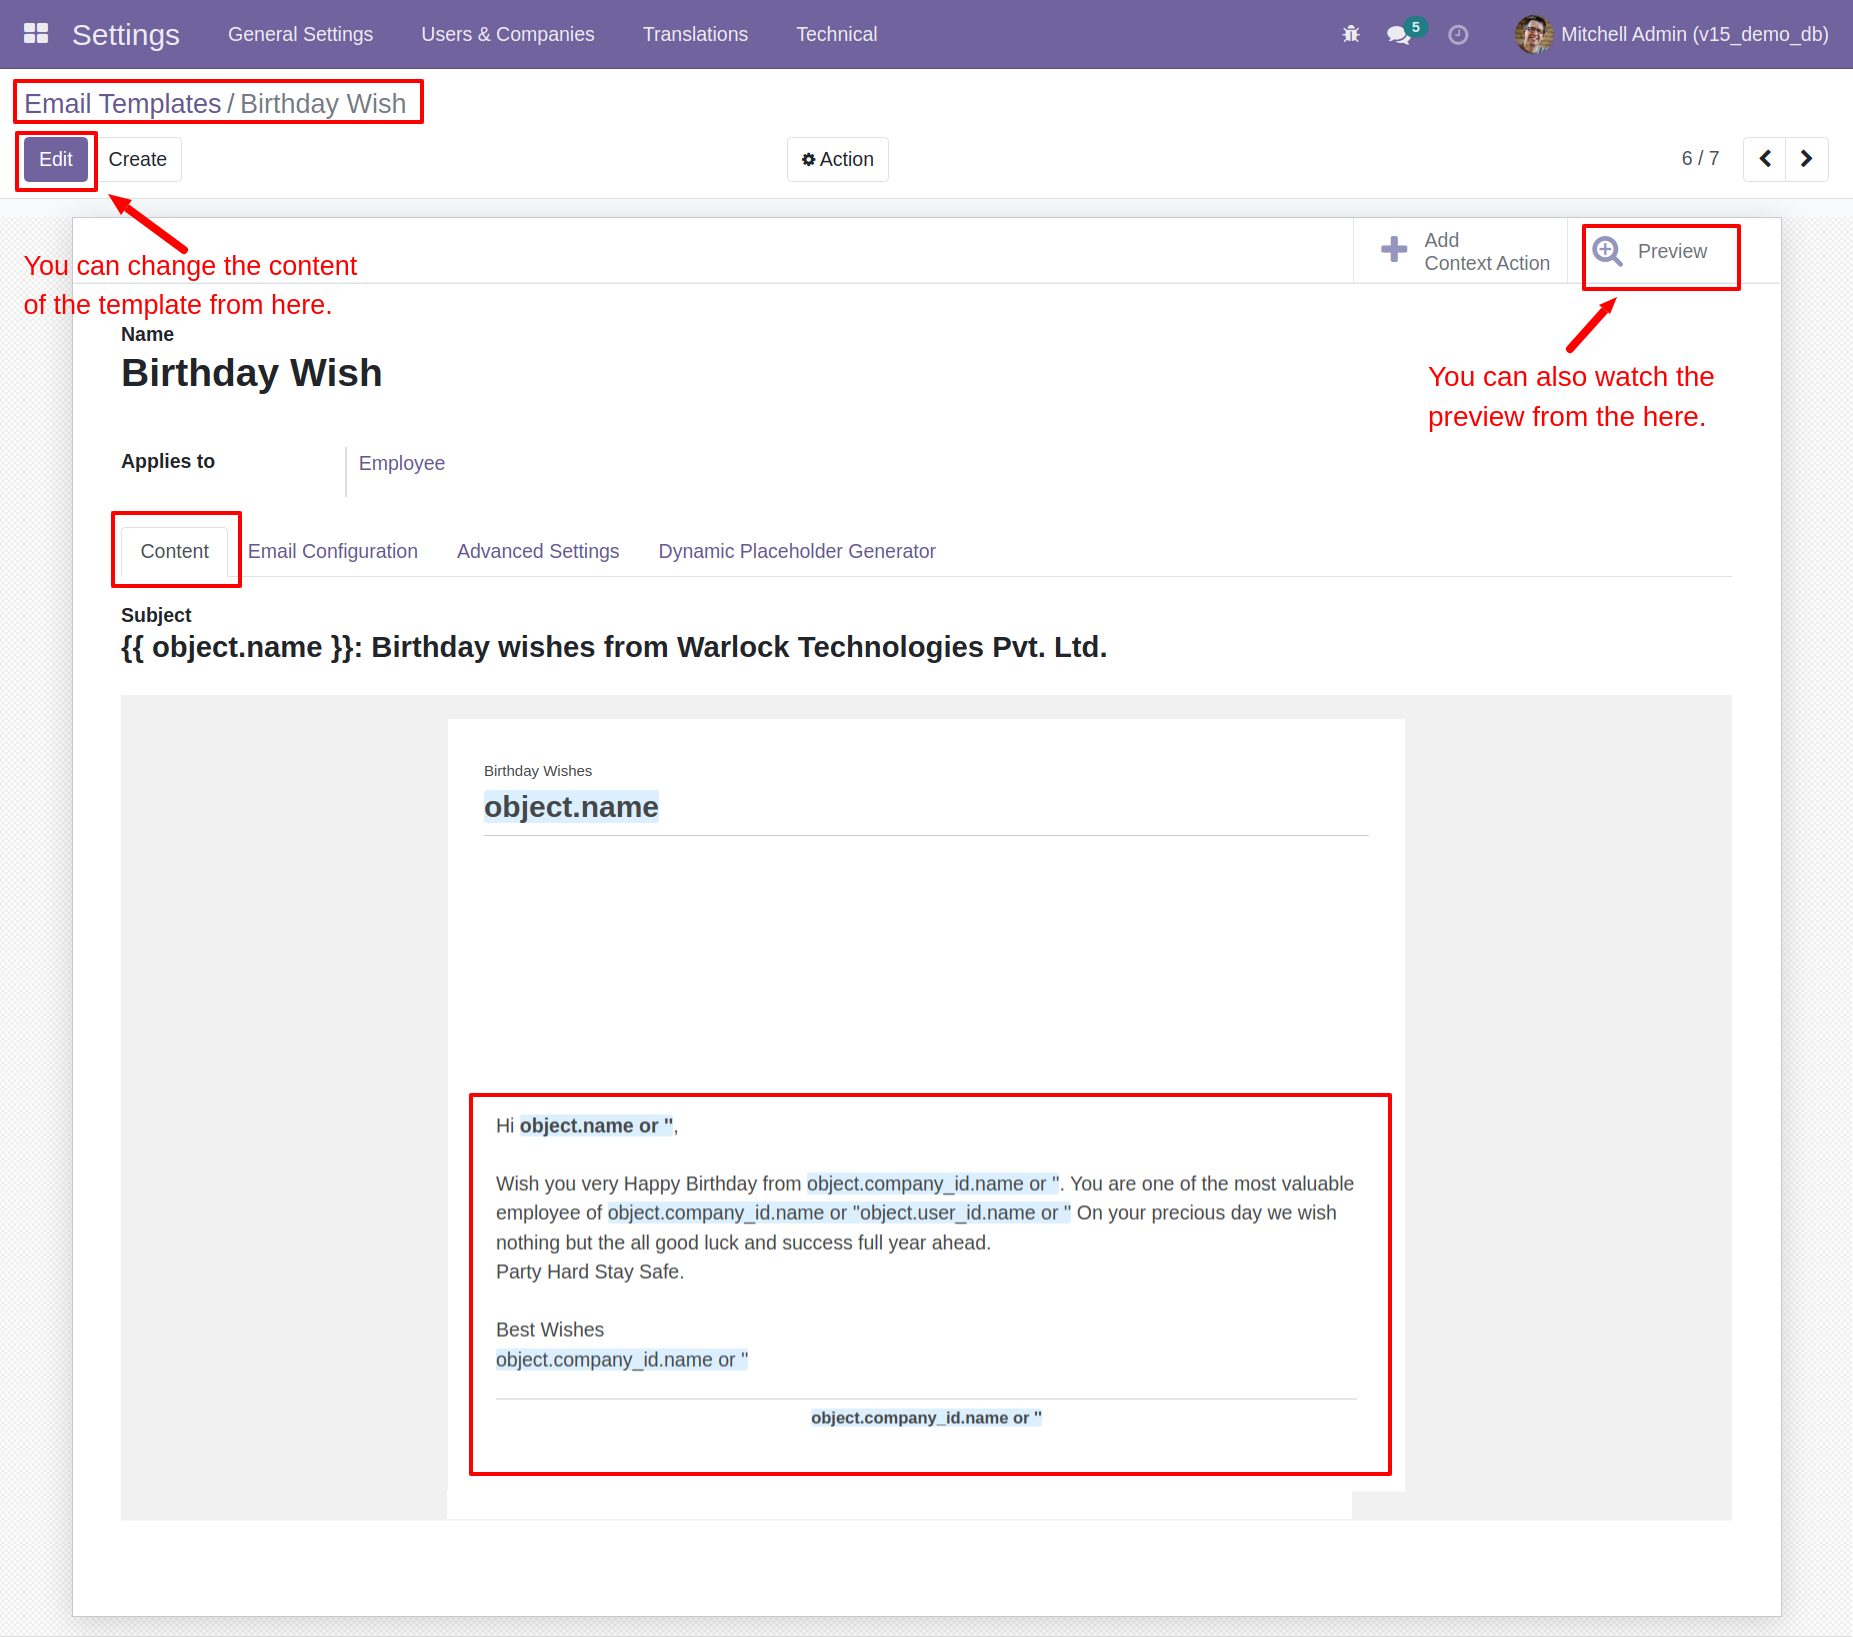 Settings General Settings Users & Companies Translations Technical 5 Mitchell Admin (v15_demo_db)
Email Templates / Birthday Wish
Edit Create Action 6 / 7
You can change the content
of the template from here.
Add
Context Action
Preview
You can also watch the
preview from the here.
Name
Birthday Wish
Applies to Employee
Content Email Configuration Advanced Settings Dynamic Placeholder Generator
Subject
{{ object.name }}: Birthday wishes from Warlock Technologies Pvt. Ltd.
Birthday Wishes
object.name
Hi object.name or '',
Wish you very Happy Birthday from object.company_id.name or ''. You are one of the most valuable
employee of object.company_id.name or ''object.user_id.name or '' On your precious day we wish
nothing but the all good luck and success full year ahead.
Party Hard Stay Safe.
Best Wishes
object.company_id.name or ''
object.company_id.name or ''